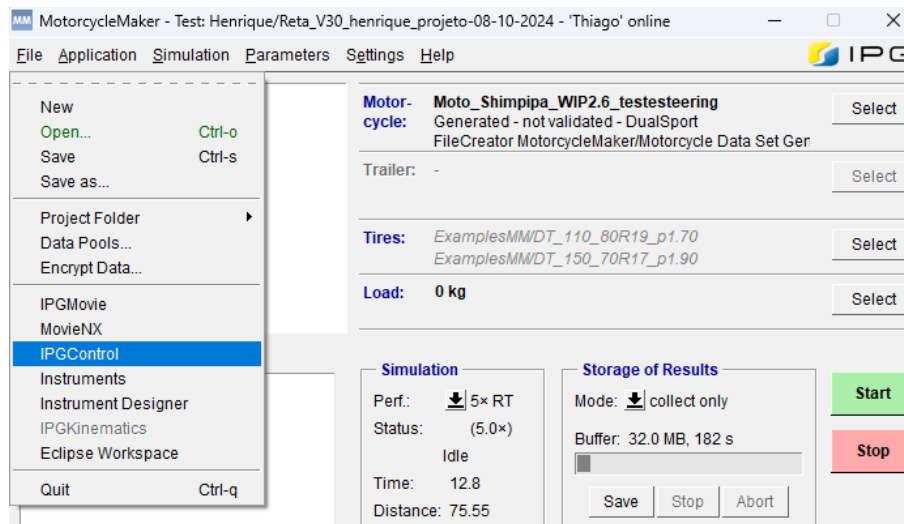 MM MotorcycleMaker - Test: Henrique/Reta_V30_henrique_projeto-08-10-2024 - 'Thiago' online
File Application Simulation Parameters Settings Help IPG
New
Open... Ctrl-o
Save Ctrl-s
Save as...
Project Folder
Data Pools...
Encrypt Data...
IPGMovie
MovieNX
IPGControl
Instruments
Instrument Designer
IPGKinematics
Eclipse Workspace
Quit Ctrl-q
Motor-
cycle:
Moto_Shimpipa_WIP2.6_testesteering
Generated - not validated - DualSport
FileCreator MotorcycleMaker/Motorcycle Data Set Ger
Select
Trailer: - Select
Tires: ExamplesMM/DT_110_80R19_p1.70
ExamplesMM/DT_150_70R17_p1.90
Select
Load: 0 kg Select
Simulation
Perf.: 5× RT
Status: (5.0×)
Idle
Time: 12.8
Distance: 75.55
Storage of Results
Mode: collect only
Buffer: 32.0 MB, 182 s
Save Stop Abort
Start
Stop